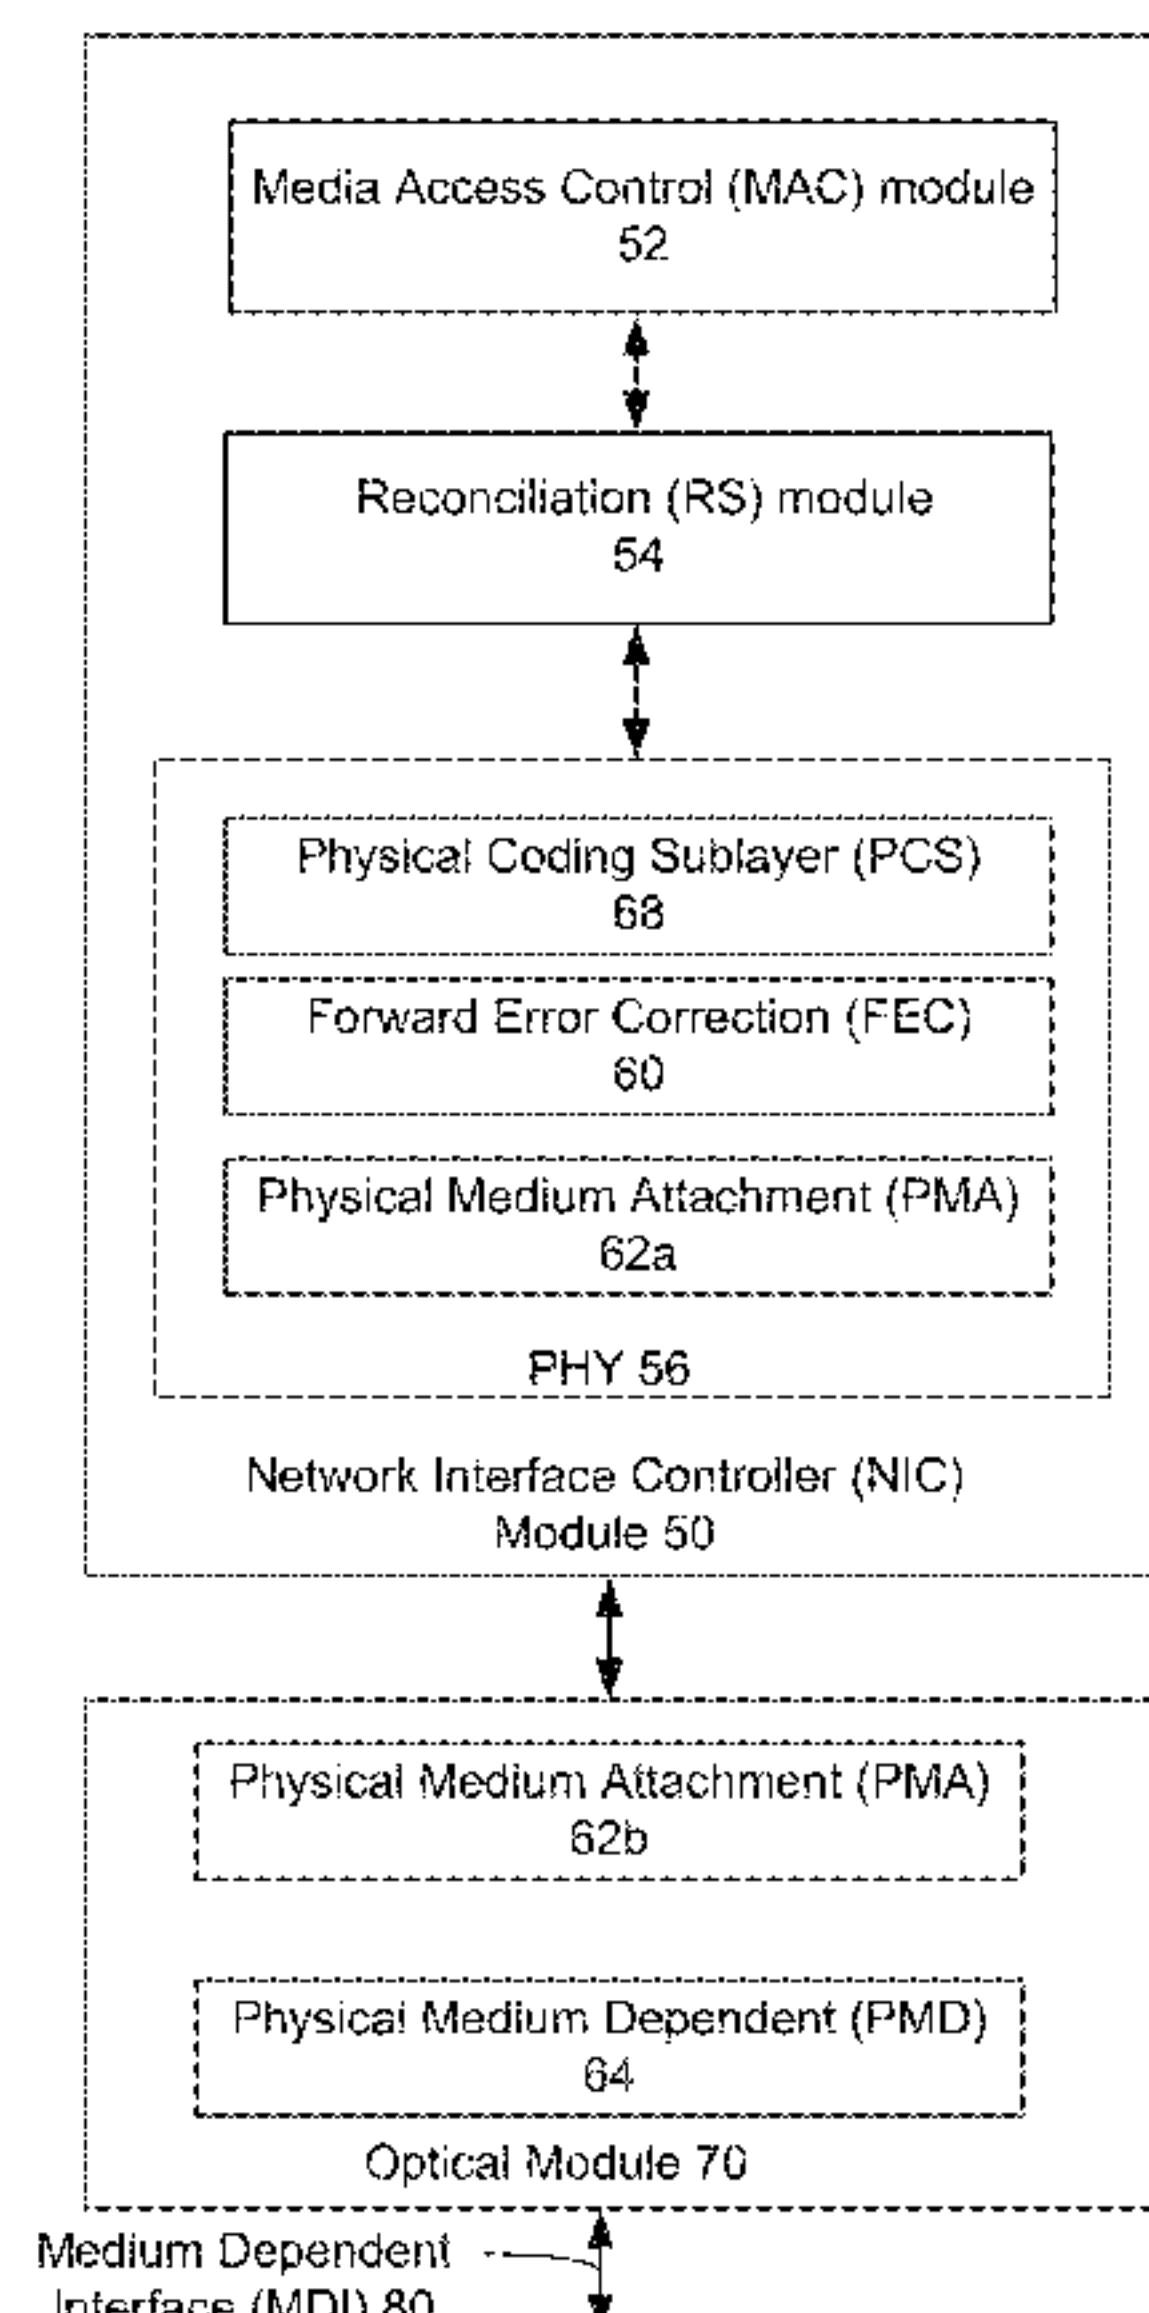 Media Access Control (MAC) module
52
Reconciliation (RS) module
54
Physical Coding Sublayer (PCS)
68
Forward Error Correction (FEC)
60
Physical Medium Attachment (PMA)
62a
PHY 56
Network Interface Controller (NIC)
Module 50
Physical Medium Attachment (PMA)
62b
Physical Medium Dependent (PMD)
64
Optical Module 70
Medium Dependent
Interface (MDI) 80